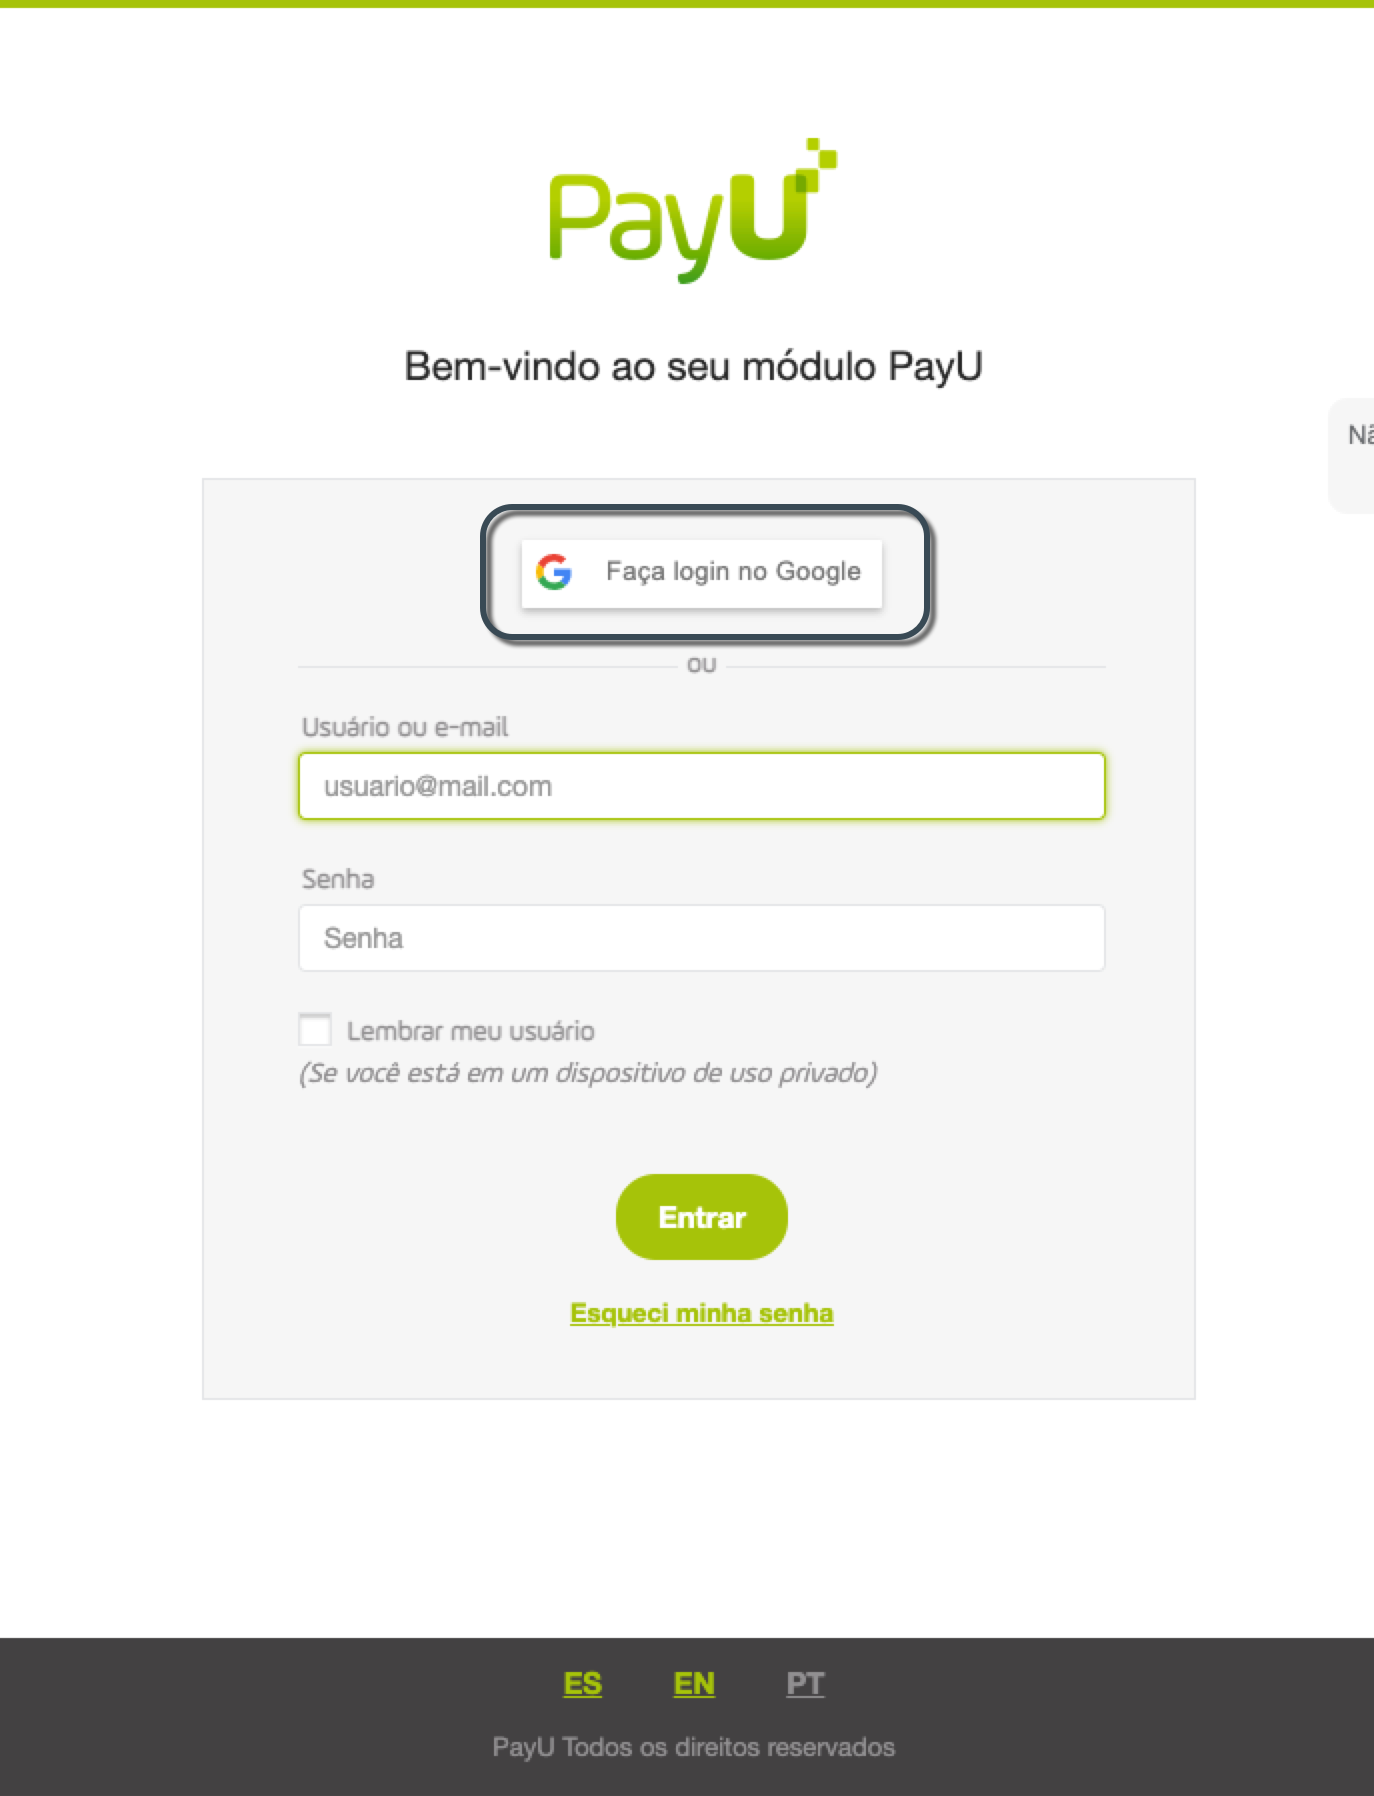 PayU
Bem-vindo ao seu módulo PayU
Faça login no Google
ou
Usuário ou e-mail
usuario@mail.com
Senha
Senha
Lembrar meu usuário
(Se você está em um dispositivo de uso privado)
Entrar
Esqueci minha senha
ES EN PT
PayU Todos os direitos reservados